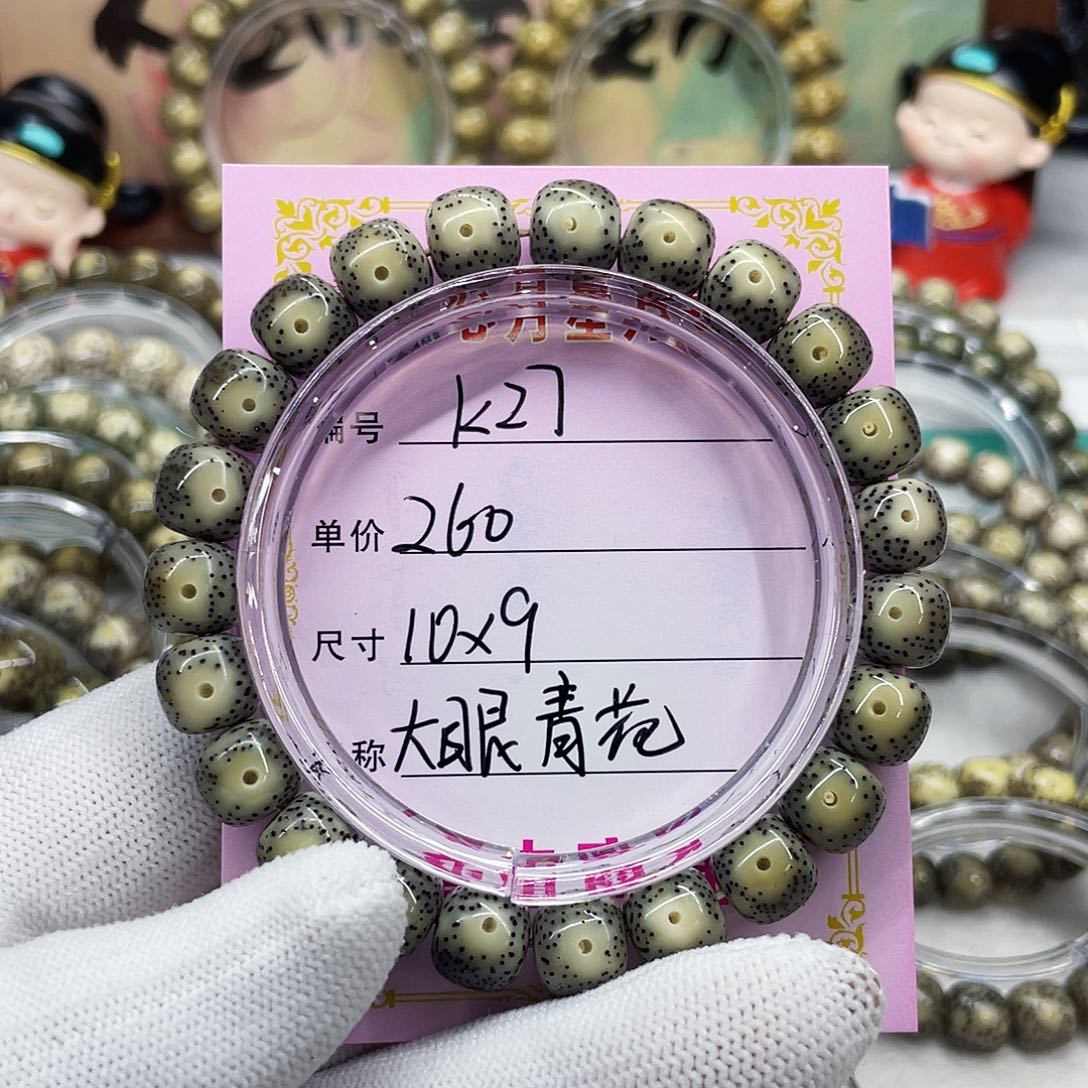 编号 K27
单价 260
尺寸 10x9
称 大眼青花